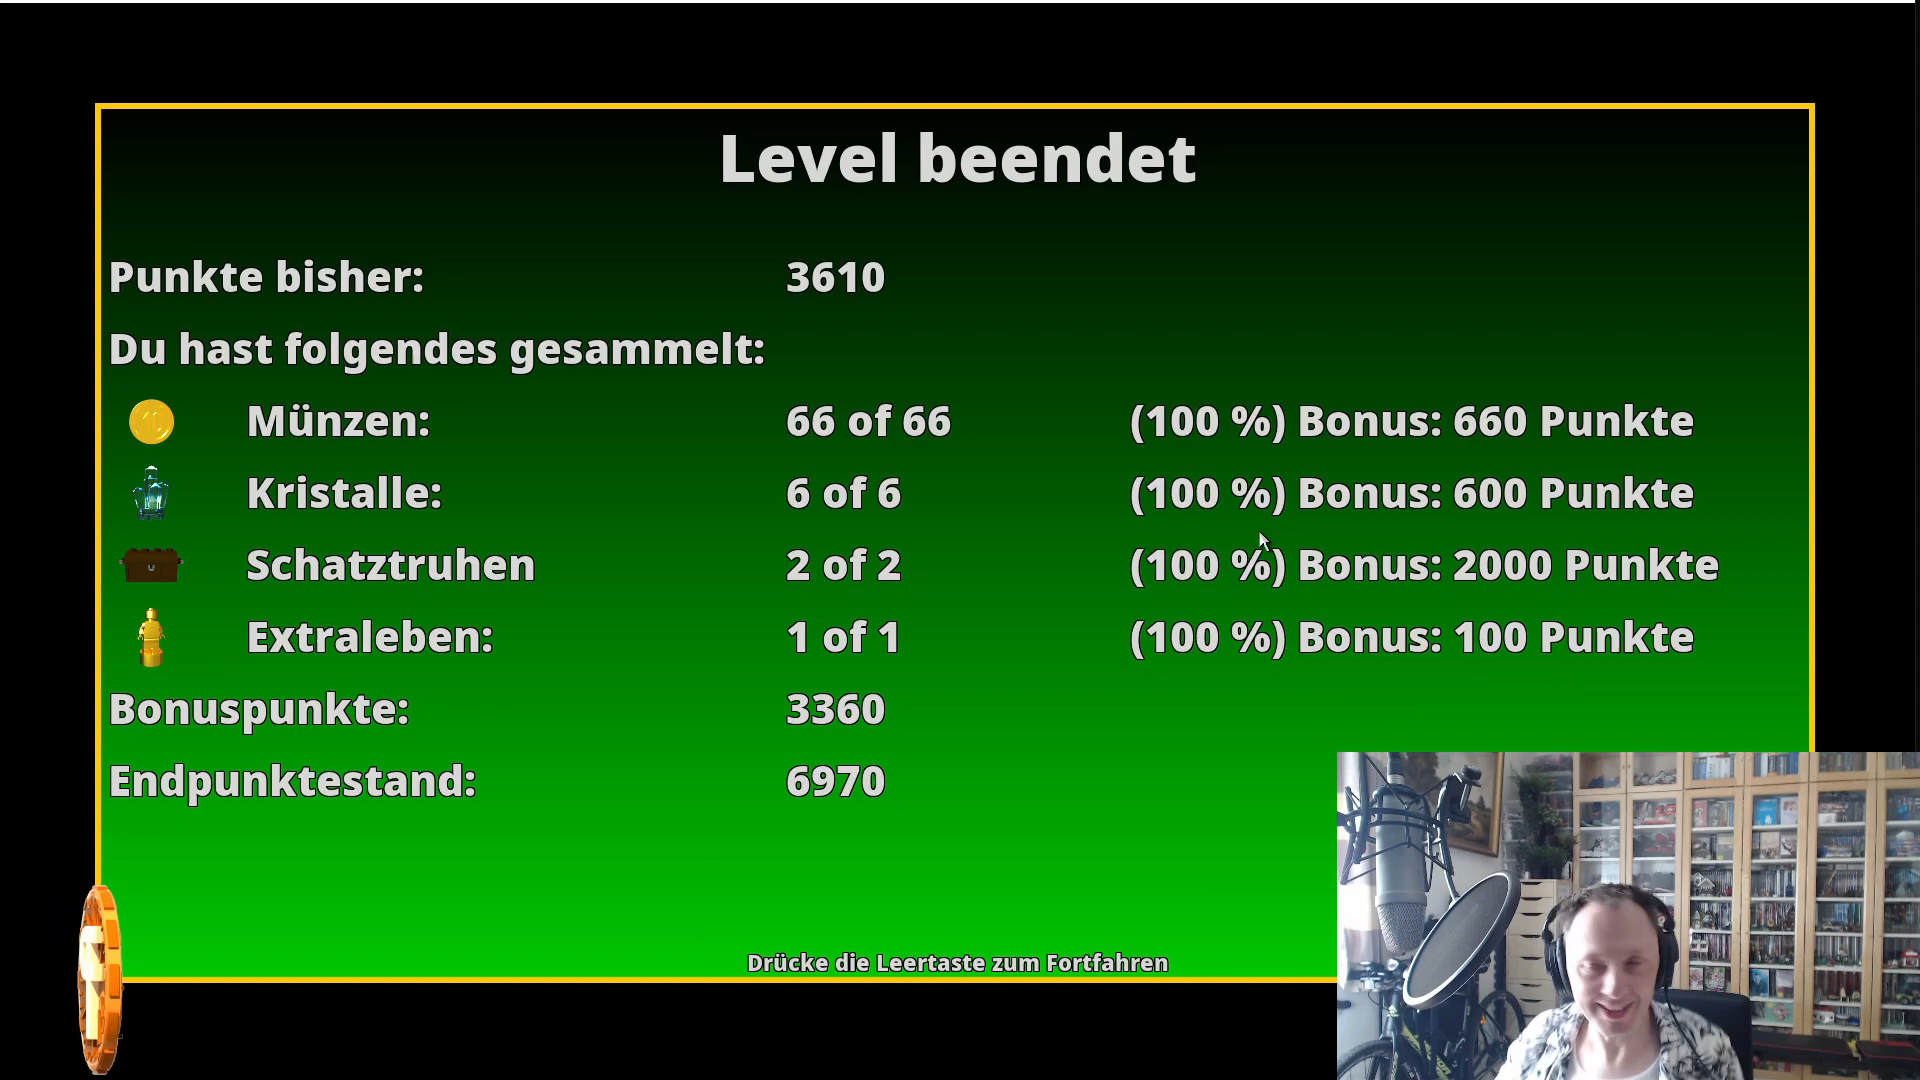 Level beendet
Punkte bisher: 3610
Du hast folgendes gesammelt:
Münzen: 66 of 66 (100 %) Bonus: 660 Punkte
Kristalle: 6 of 6 (100 %) Bonus: 600 Punkte
Schatztruhen 2 of 2 (100 %) Bonus: 2000 Punkte
Extraleben: 1 of 1 (100 %) Bonus: 100 Punkte
Bonuspunkte: 3360
Endpunktestand: 6970
Drücke die Leertaste zum Fortfahren